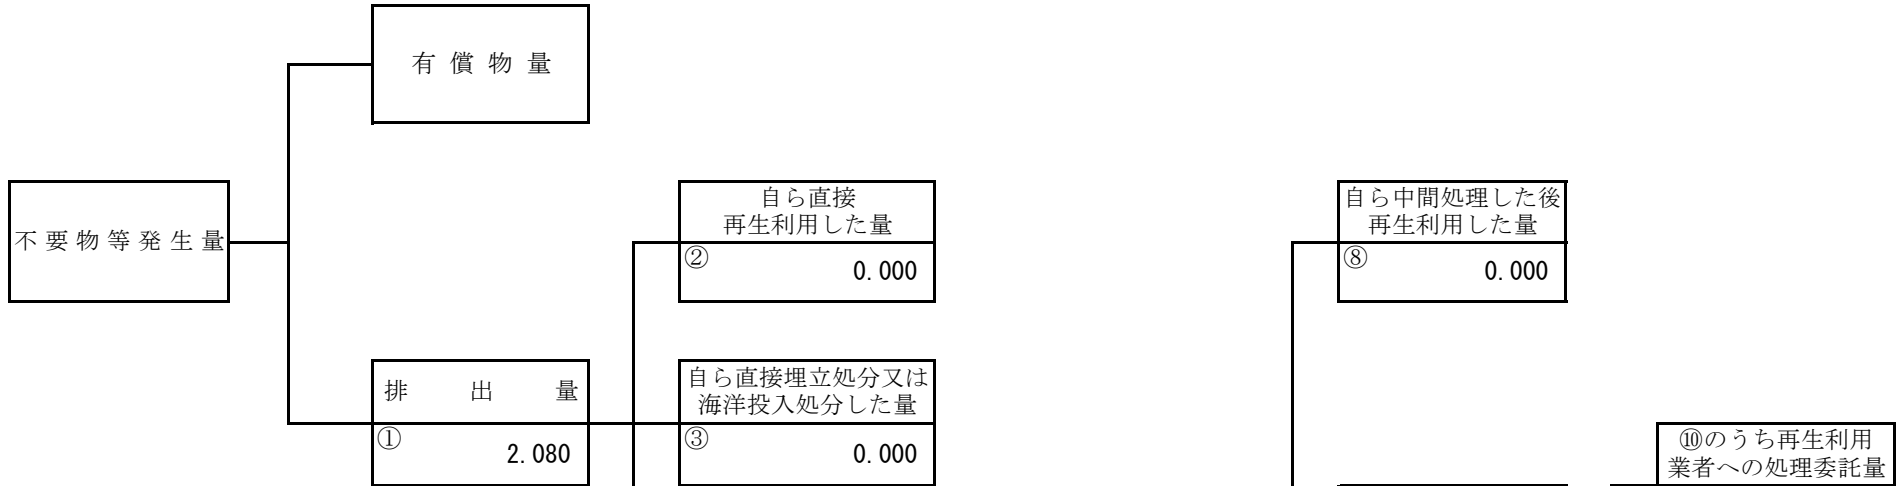 有償物量
不要物等発生量
自ら直接
再生利用した量
② 0.000
自ら中間処理した後
再生利用した量
⑧ 0.000
排出量
① 2.080
自ら直接埋立処分又は
海洋投入処分した量
③ 0.000
⑩のうち再生利用
業者への処理委託量